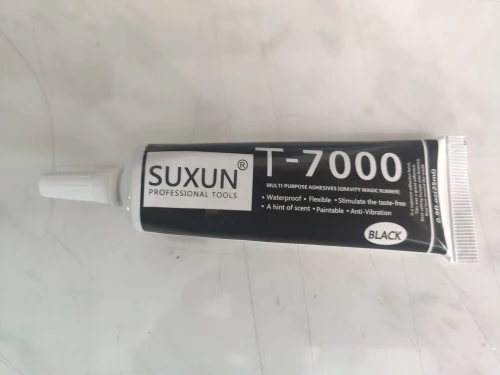 SUXUN®
PROFESSIONAL TOOLS
T-7000
MULTI-PURPOSE ADHESIVES [GRAVITY MAGIC RUBBER]
• Waterproof • Flexible • Stimulate the taste-free
• A hint of scent • Paintable • Anti-Vibration
BLACK